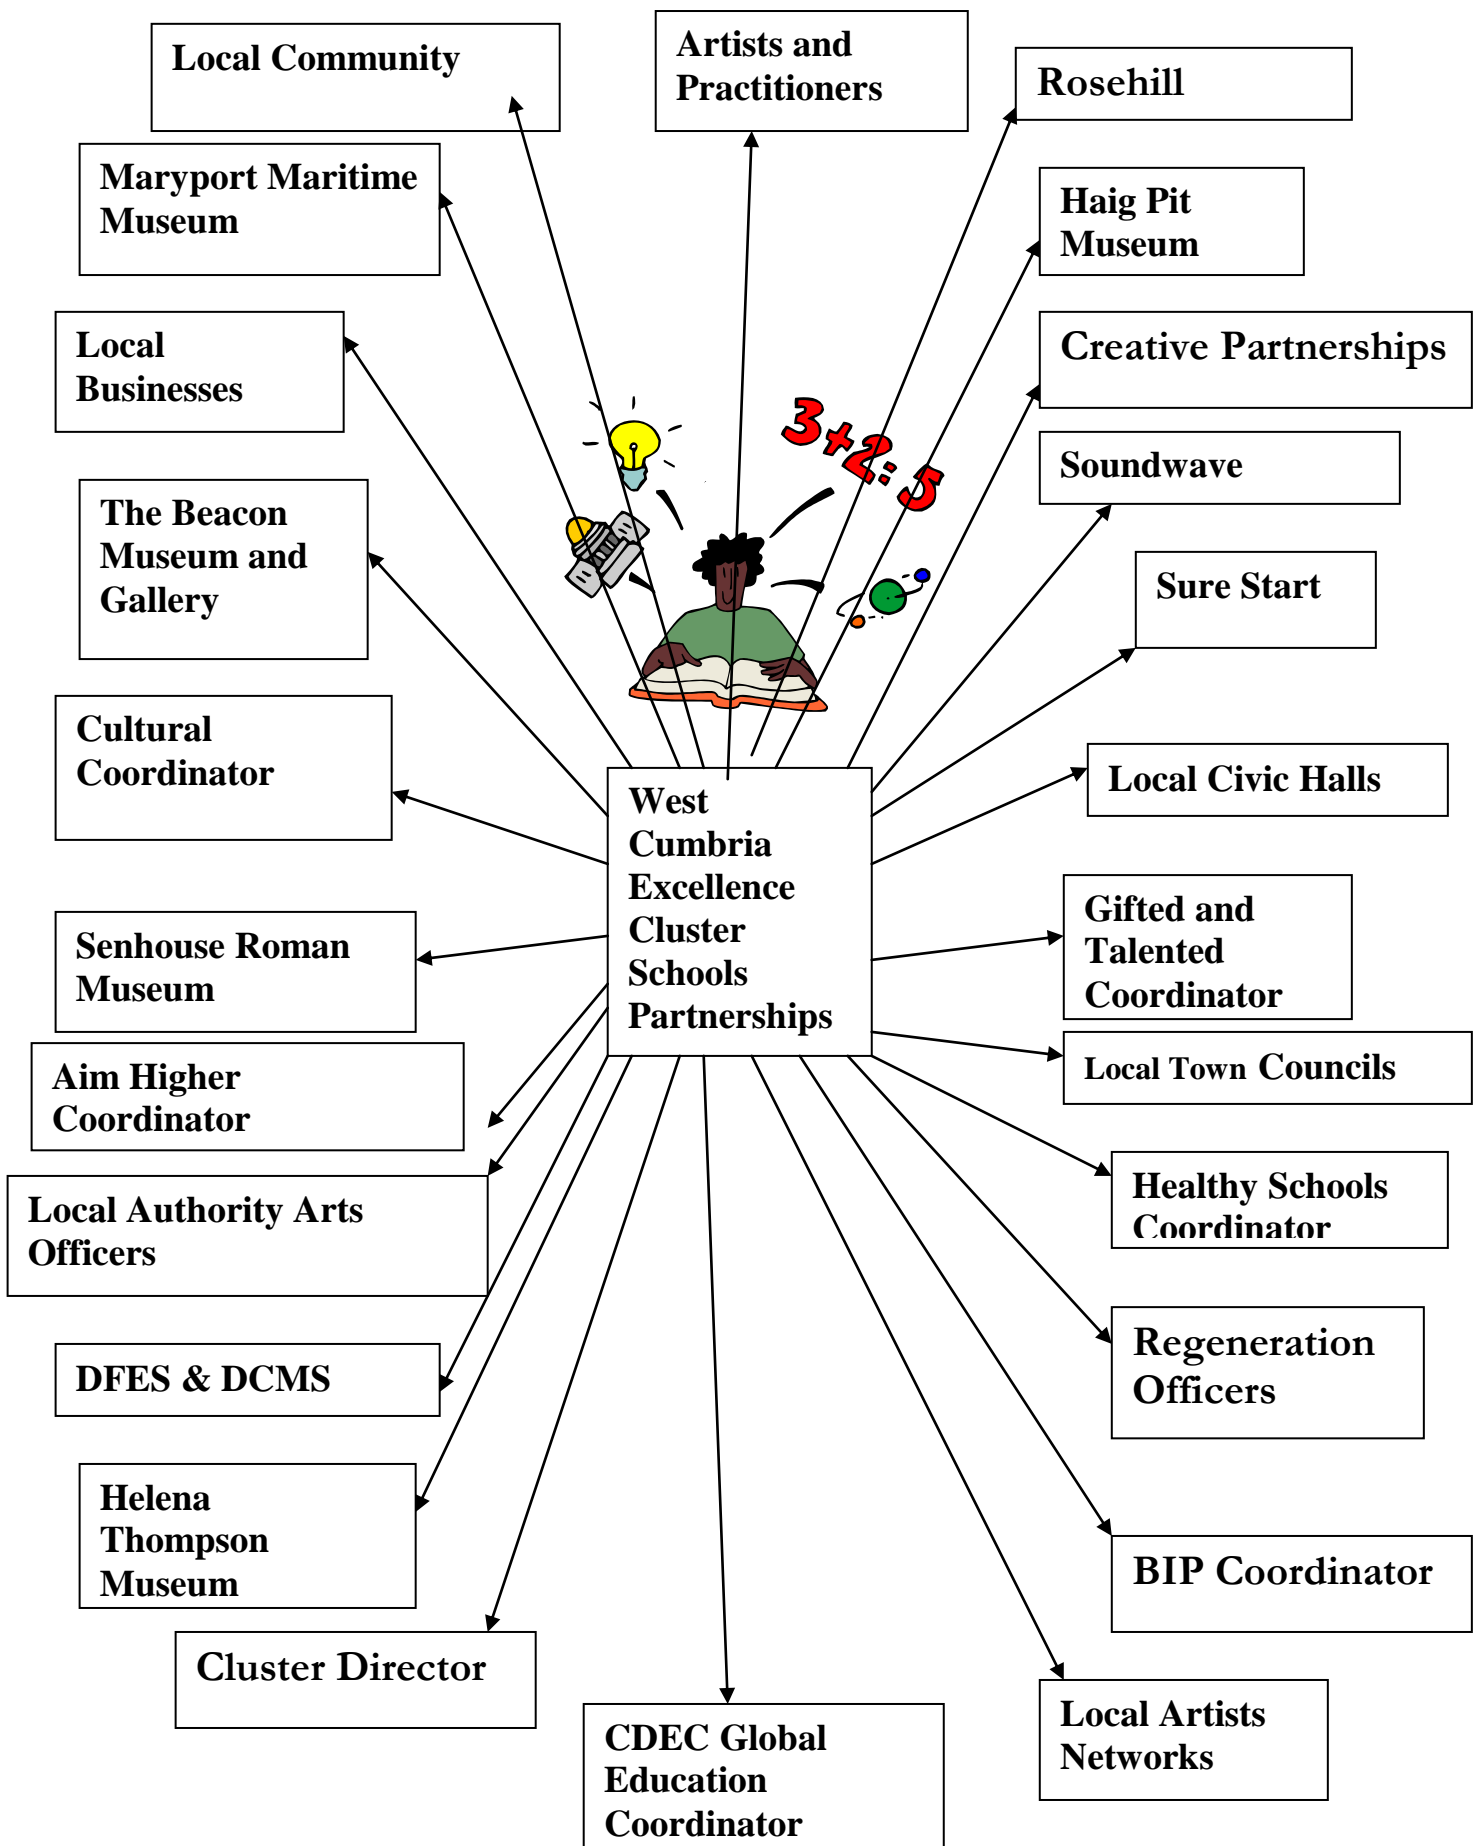 Local Community
Artists and
Practitioners
Rosehill
Maryport Maritime
Museum
Haig Pit
Museum
Local
Businesses
Creative Partnerships
3+2=5
Soundwave
The Beacon
Museum and
Gallery
Sure Start
Cultural
Coordinator
West
Cumbria
Excellence
Cluster
Schools
Partnerships
Local Civic Halls
Gifted and
Talented
Coordinator
Senhouse Roman
Museum
Aim Higher
Coordinator
Local Town Councils
Local Authority Arts
Officers
Healthy Schools
Coordinator
DFES & DCMS
Regeneration
Officers
Helena
Thompson
Museum
BIP Coordinator
Cluster Director
CDEC Global
Education
Coordinator
Local Artists
Networks